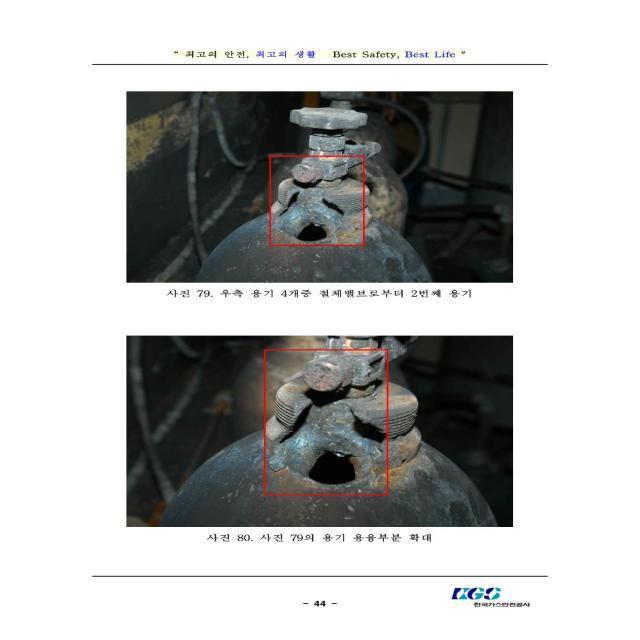 “ 최고의 안전, 최고의 생활 Best Safety, Best Life ”
사진 79. 우측 용기 4개중 절체밸브로부터 2번째 용기
사진 80. 사진 79의 용기 용융부분 확대
- 44 -
KGS
한국가스안전공사